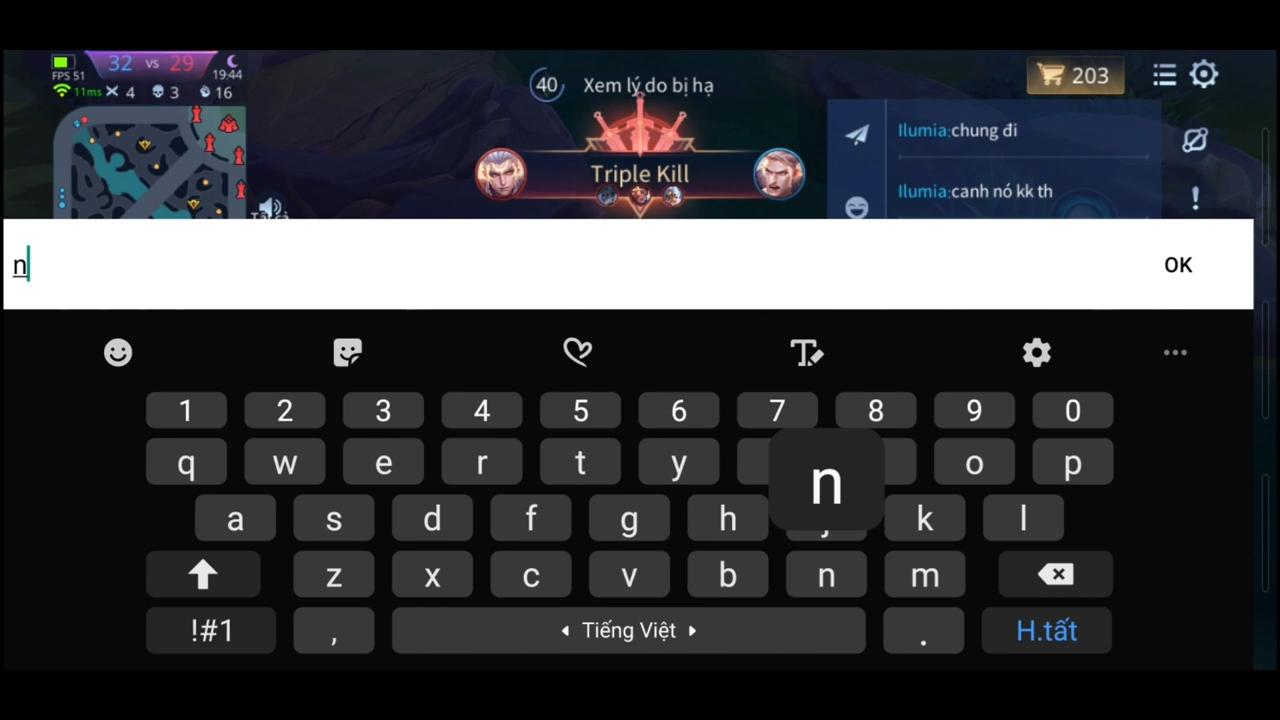 32 vs 29
FPS 51
19:44
11ms 4 3 16
40 Xem lý do bị hạ
203
Triple Kill
Ilumia:chung đi
Ilumia:canh nó kk th
n
OK
1 2 3 4 5 6 7 8 9 0
q w e r t y o p
n
a s d f g h j k l
z x c v b n m
!#1 , Tiếng Việt . H.tất